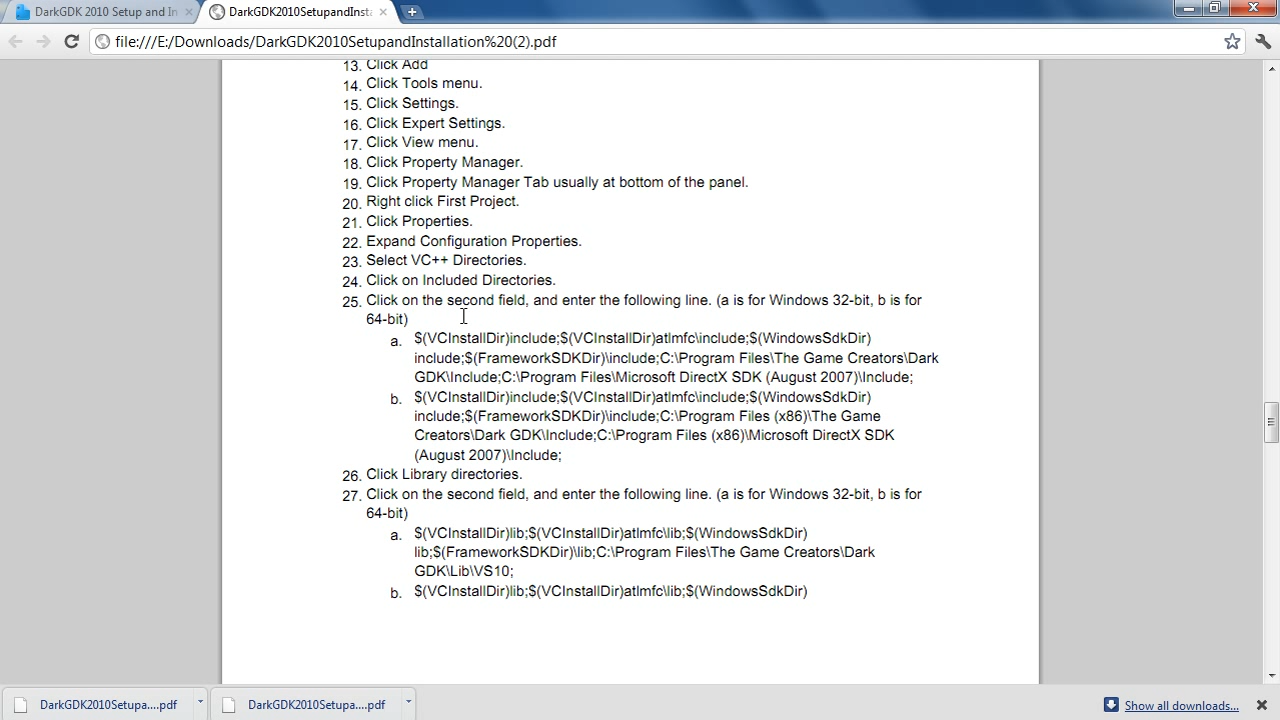 DarkGDK 2010 Setup and In
DarkGDK2010SetupandInsta
file:///E:/Downloads/DarkGDK2010SetupandInstallation%20(2).pdf
13. Click Add
14. Click Tools menu.
15. Click Settings.
16. Click Expert Settings.
17. Click View menu.
18. Click Property Manager.
19. Click Property Manager Tab usually at bottom of the panel.
20. Right click First Project.
21. Click Properties.
22. Expand Configuration Properties.
23. Select VC++ Directories.
24. Click on Included Directories.
25. Click on the second field, and enter the following line. (a is for Windows 32-bit, b is for
64-bit)
a. $(VCInstallDir)include;$(VCInstallDir)atlmfc\include;$(WindowsSdkDir)
include;$(FrameworkSDKDir)\include;C:\Program Files\The Game Creators\Dark
GDK\Include;C:\Program Files\Microsoft DirectX SDK (August 2007)\Include;
b. $(VCInstallDir)include;$(VCInstallDir)atlmfc\include;$(WindowsSdkDir)
include;$(FrameworkSDKDir)\include;C:\Program Files (x86)\The Game
Creators\Dark GDK\Include;C:\Program Files (x86)\Microsoft DirectX SDK
(August 2007)\Include;
26. Click Library directories.
27. Click on the second field, and enter the following line. (a is for Windows 32-bit, b is for
64-bit)
a. $(VCInstallDir)lib;$(VCInstallDir)atlmfc\lib;$(WindowsSdkDir)
lib;$(FrameworkSDKDir)\lib;C:\Program Files\The Game Creators\Dark
GDK\Lib\VS10;
b. $(VCInstallDir)lib;$(VCInstallDir)atlmfc\lib;$(WindowsSdkDir)
DarkGDK2010Setupa....pdf
DarkGDK2010Setupa....pdf
Show all downloads...